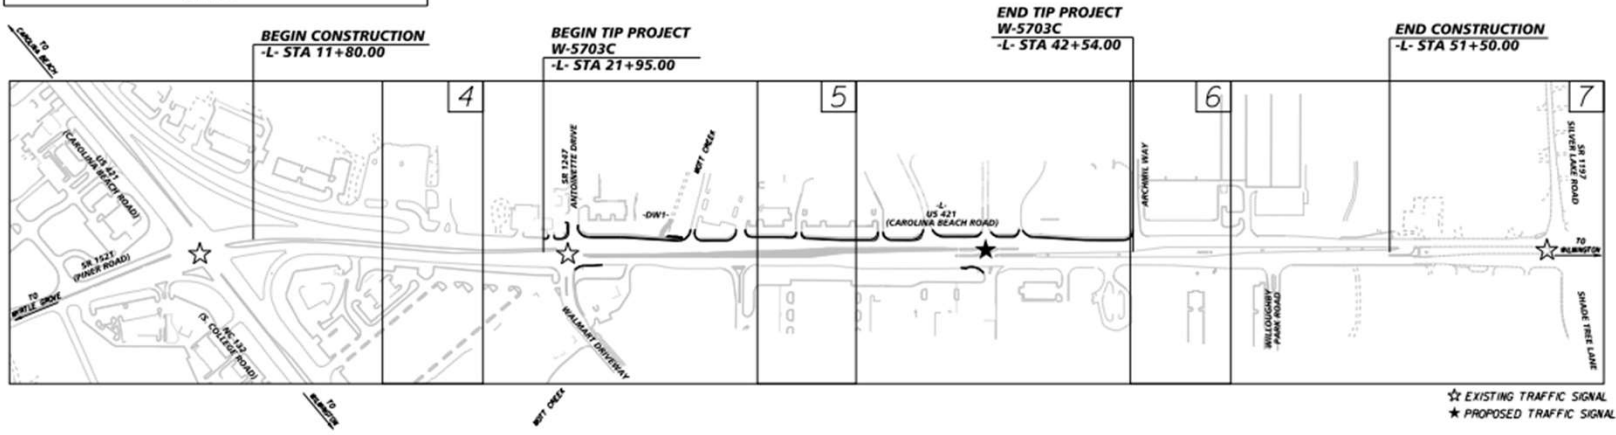 BEGIN CONSTRUCTION
-L- STA 11+80.00
BEGIN TIP PROJECT
W-5703C
-L- STA 21+95.00
END TIP PROJECT
W-5703C
-L- STA 42+54.00
END CONSTRUCTION
-L- STA 51+50.00
TO
CAROLINA BEACH
4
5
6
7
US 421
(CAROLINA BEACH ROAD)
SR 1521
(PINER ROAD)
TO
MYRTLE GROVE
NC 132
(S. COLLEGE ROAD)
TO
WILMINGTON
SR 1247
ANTOINETTE DRIVE
-DW1-
MOTT CREEK
WALMART DRIVEWAY
MOTT CREEK
-L-
US 421
(CAROLINA BEACH ROAD)
ARCHMIL WAY
WILLOUGHBY
PARK ROAD
SR 1197
SILVER LAKE ROAD
TO
WILMINGTON
SHADE TREE LANE
EXISTING TRAFFIC SIGNAL
PROPOSED TRAFFIC SIGNAL